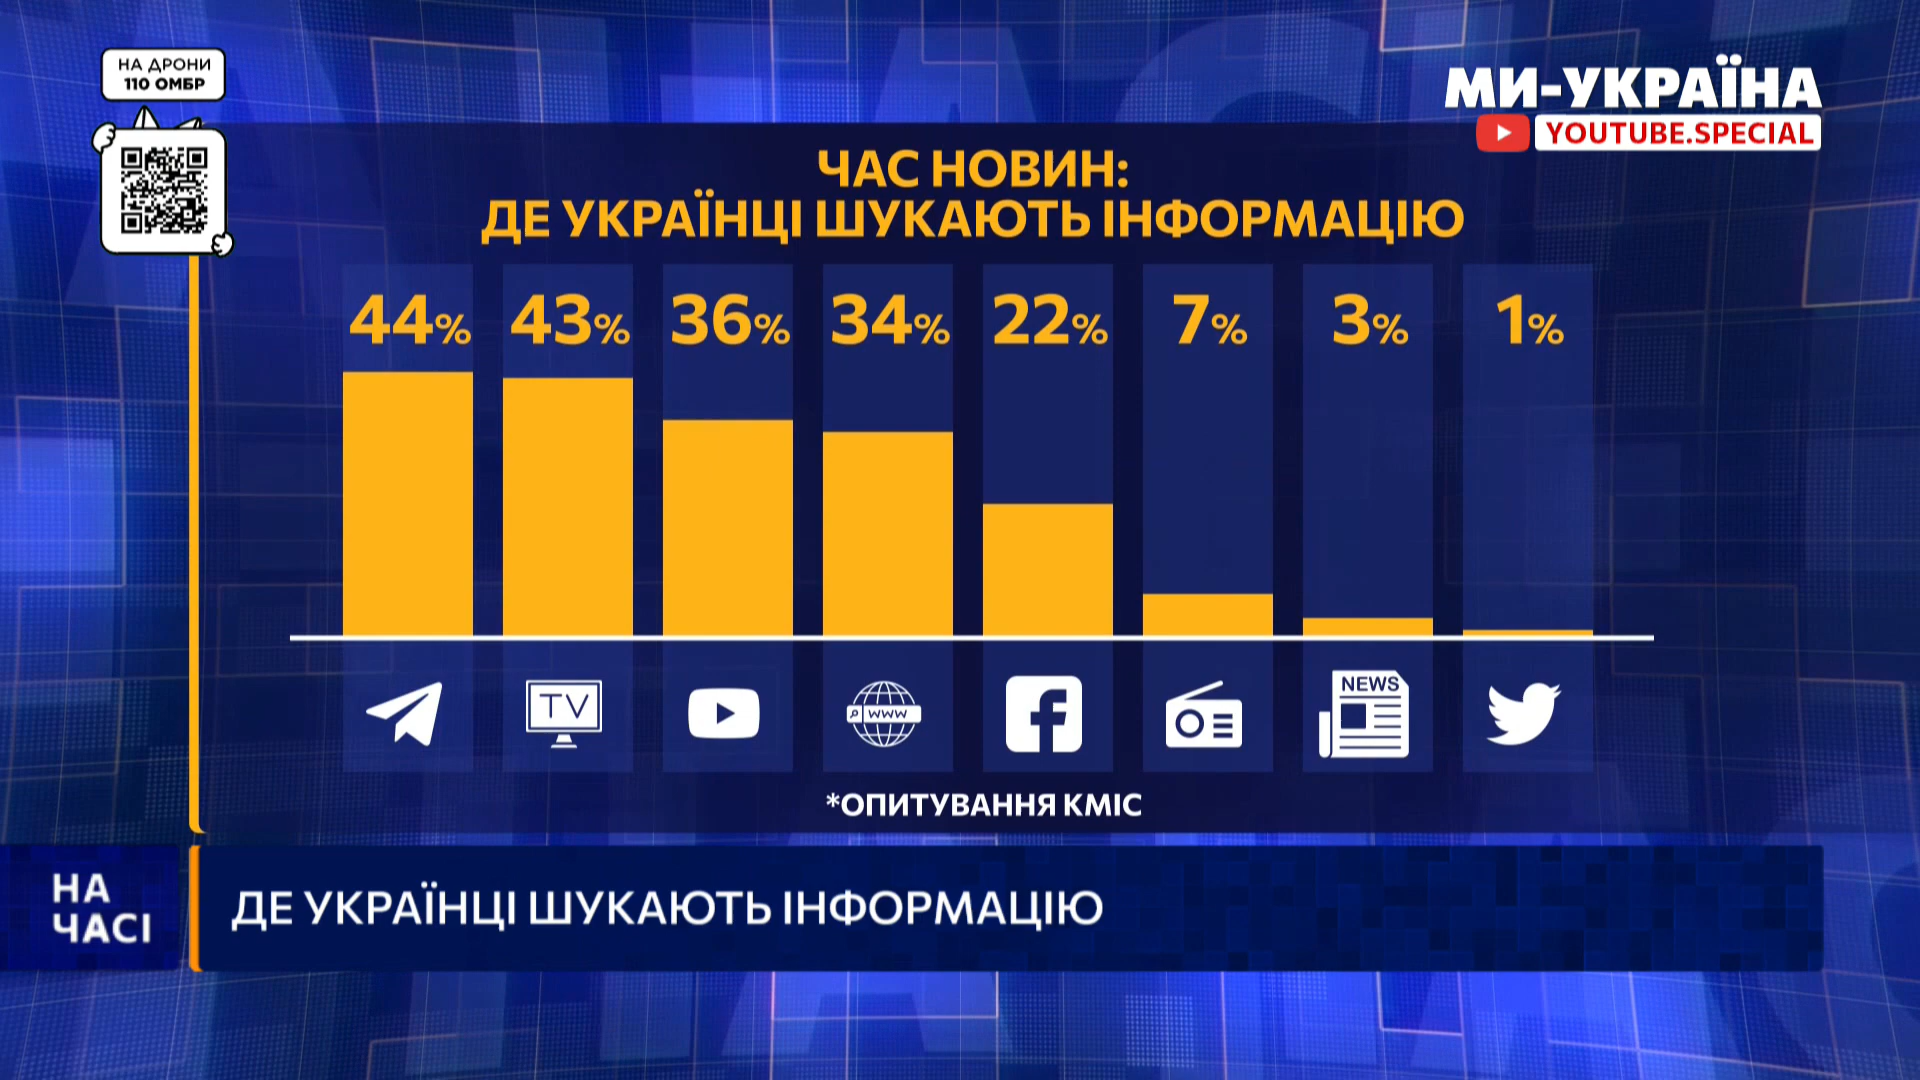 НА ДРОНИ
110 ОМБР
МИ-УКРАЇНА
YOUTUBE.SPECIAL
ЧАС НОВИН:
ДЕ УКРАЇНЦІ ШУКАЮТЬ ІНФОРМАЦІЮ
44% 43% 36% 34% 22% 7% 3% 1%
TV
WWW
NEWS
*ОПИТУВАННЯ КМІС
НА
ЧАСІ
ДЕ УКРАЇНЦІ ШУКАЮТЬ ІНФОРМАЦІЮ